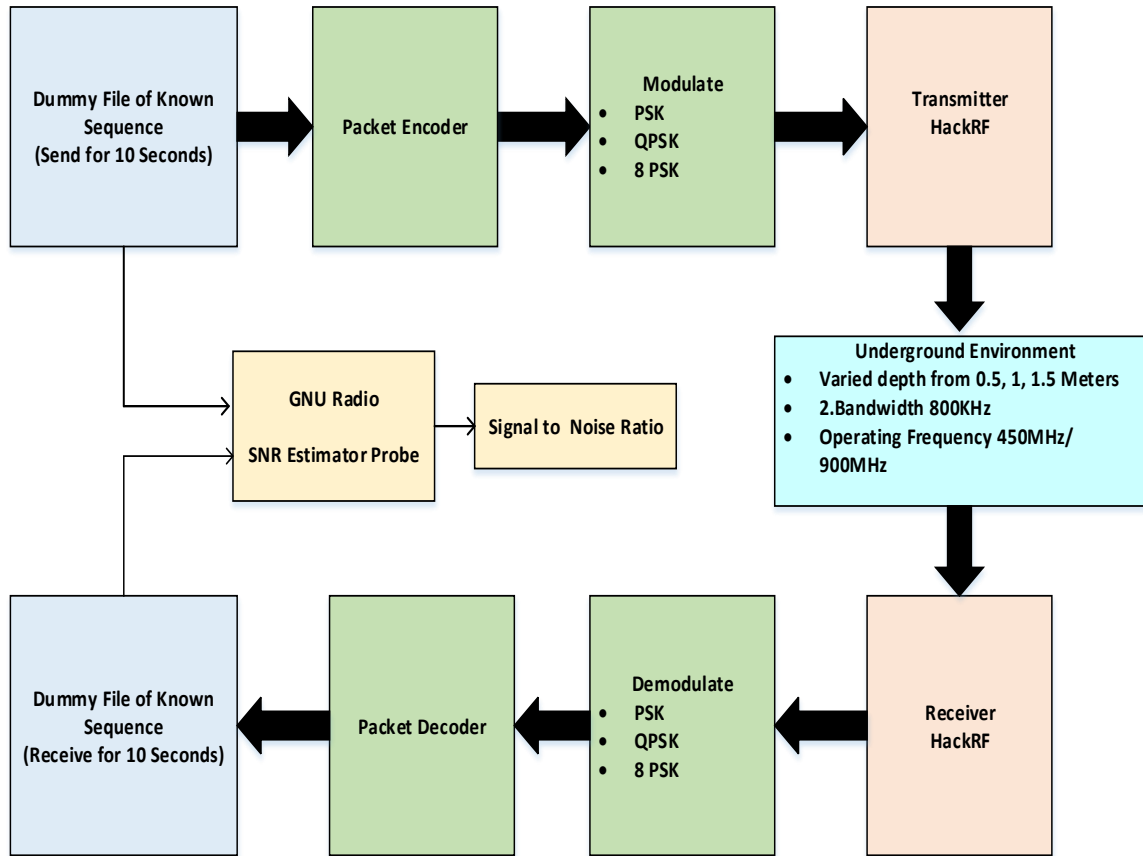 Dummy File of Known
Sequence
(Send for 10 Seconds)
Packet Encoder
Modulate
• PSK
• QPSK
• 8 PSK
Transmitter
HackRF
Underground Environment
• Varied depth from 0.5, 1, 1.5 Meters
• 2.Bandwidth 800KHz
• Operating Frequency 450MHz/
900MHz
GNU Radio
SNR Estimator Probe
Signal to Noise Ratio
Dummy File of Known
Sequence
(Receive for 10 Seconds)
Packet Decoder
Demodulate
• PSK
• QPSK
• 8 PSK
Receiver
HackRF